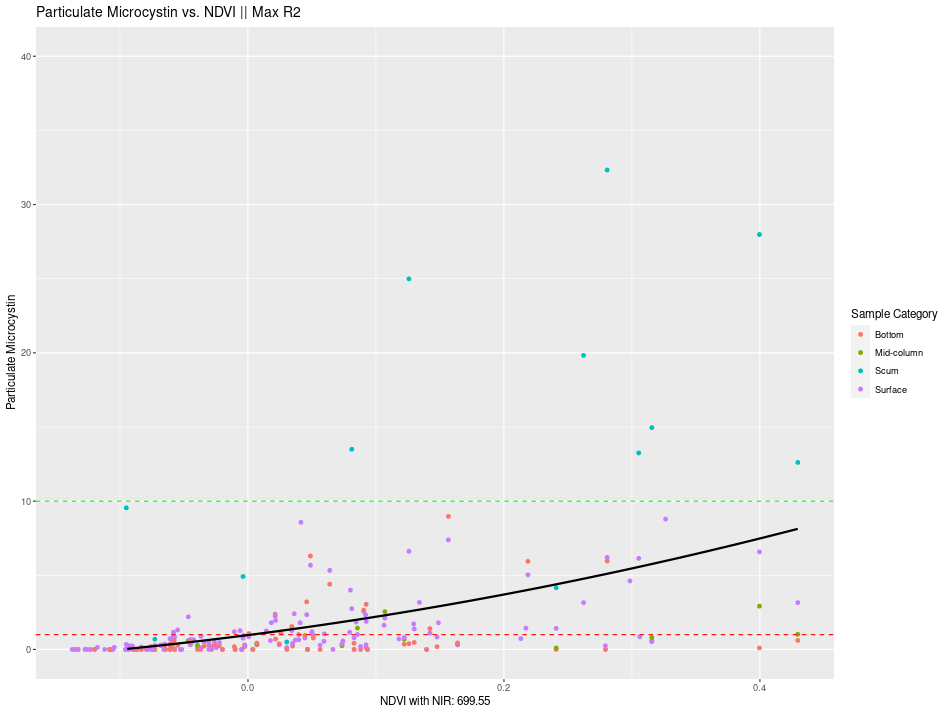 Particulate Microcystin vs. NDVI || Max R2
40
30
20
10
0
Particulate Microcystin
0.0
0.2
0.4
NDVI with NIR: 699.55
Sample Category
Bottom
Mid-column
Scum
Surface